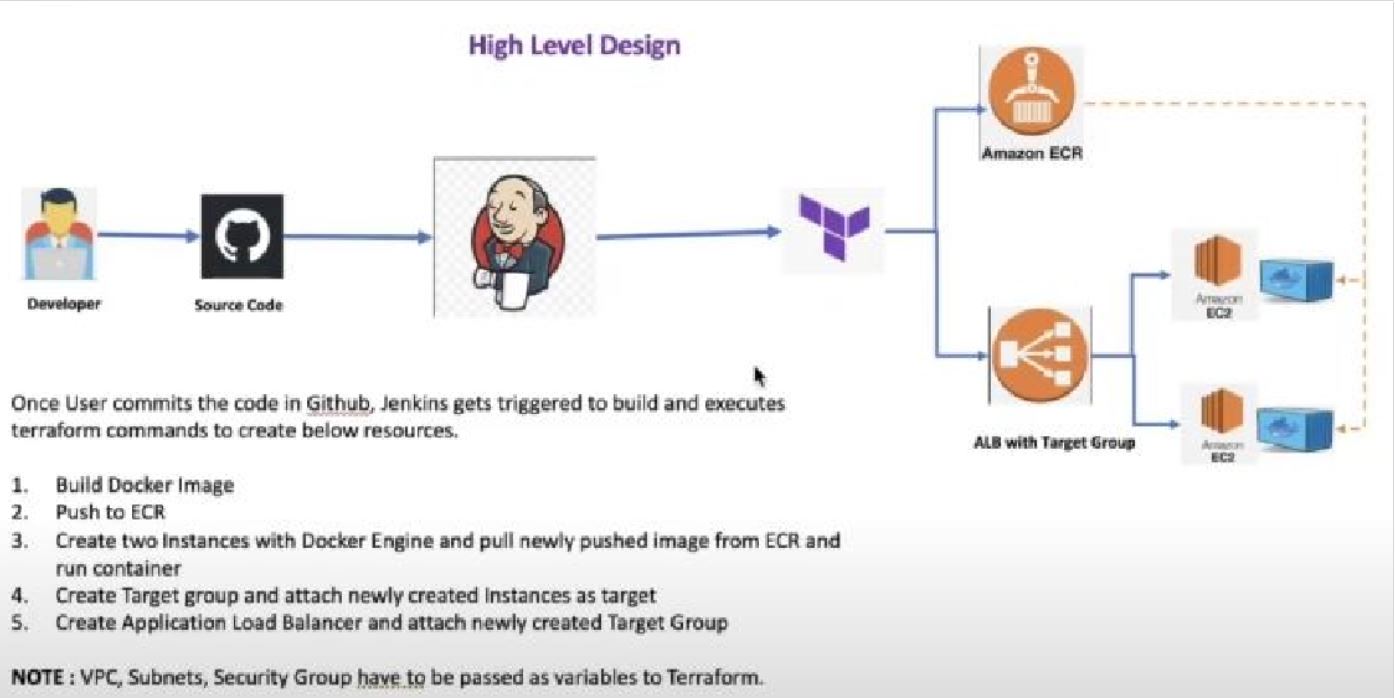 High Level Design
Amazon ECR
Developer
Source Code
Amazon
EC2
ALB with Target Group
Amazon
EC2
Once User commits the code in Github, Jenkins gets triggered to build and executes
terraform commands to create below resources.
1. Build Docker Image
2. Push to ECR
3. Create two Instances with Docker Engine and pull newly pushed image from ECR and
run container
4. Create Target group and attach newly created Instances as target
5. Create Application Load Balancer and attach newly created Target Group
NOTE : VPC, Subnets, Security Group have to be passed as variables to Terraform.